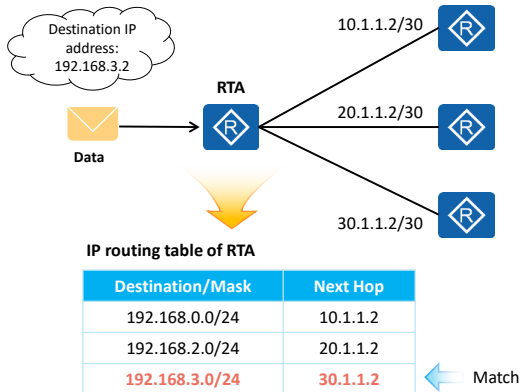 Destination IP
address:
192.168.3.2
10.1.1.2/30
RTA
R
R
20.1.1.2/30
R
Data
30.1.1.2/30
R
IP routing table of RTA
Destination/Mask Next Hop
192.168.0.0/24 10.1.1.2
192.168.2.0/24 20.1.1.2
192.168.3.0/24 30.1.1.2
Match